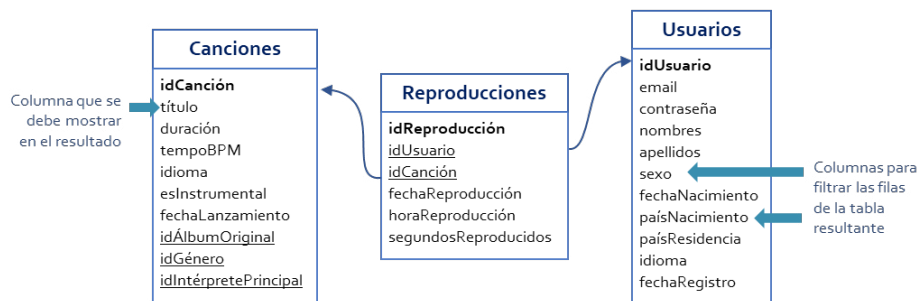 Canciones
idCanción
título
duración
tempoBPM
idioma
esInstrumental
fechaLanzamiento
idÁlbumOriginal
idGénero
idIntérpretePrincipal
Columna que se
debe mostrar
en el resultado
Reproducciones
idReproducción
idUsuario
idCanción
fechaReproducción
horaReproducción
segundosReproducidos
Usuarios
idUsuario
email
contraseña
nombres
apellidos
sexo
fechaNacimiento
paísNacimiento
paísResidencia
idioma
fechaRegistro
Columnas para
filtrar las filas
de la tabla
resultante